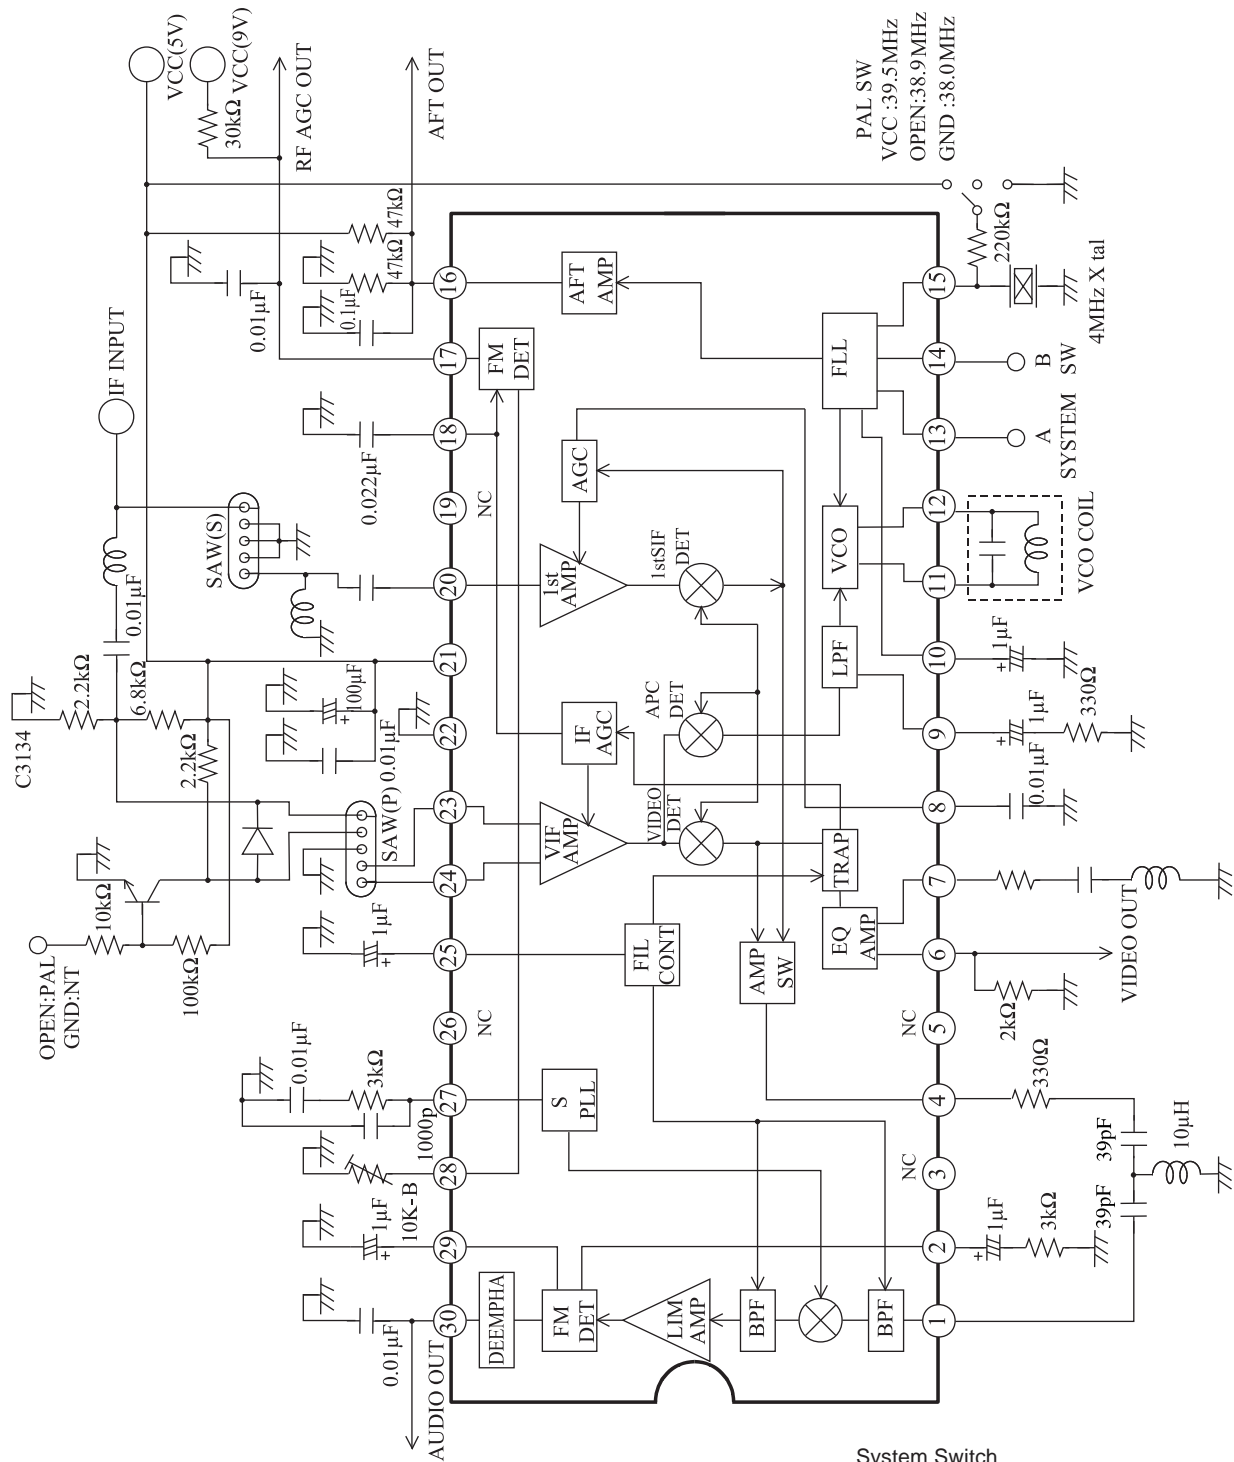 OPEN:PAL
GND:NT
10kΩ
100kΩ
C3134
2.2kΩ
6.8kΩ
2.2kΩ
0.01µF
IF INPUT
VCC(5V)
VCC(9V)
30kΩ
RF AGC OUT
AFT OUT
SAW(P)
SAW(S)
AUDIO OUT
0.01µF
1µF
10K-B
1000p
3kΩ
0.01µF
1µF
0.01µF
100µF
0.022µF
0.01µF
0.1µF
47kΩ
47kΩ
30
29
28
27
26
25
24
23
22
21
20
19
18
17
16
NC
NC
DEEMPHA
FM
DET
LIM
AMP
BPF
BPF
S
PLL
FIL
CONT
AMP
SW
VIF
AMP
IF
AGC
VIDEO
DET
APC
DET
1st
AMP
AGC
1stSIF
DET
FM
DET
AFT
AMP
EQ
AMP
TRAP
LPF
VCO
FLL
NC
NC
1
2
3
4
5
6
7
8
9
10
11
12
13
14
15
39pF
39pF
10µH
1µF
3kΩ
330Ω
2kΩ
VIDEO OUT
0.01µF
1µF
330Ω
1µF
VCO COIL
A
B
SYSTEM
SW
4MHz X tal
220kΩ
PAL SW
VCC :39.5MHz
OPEN:38.9MHz
GND :38.0MHz
System Switch